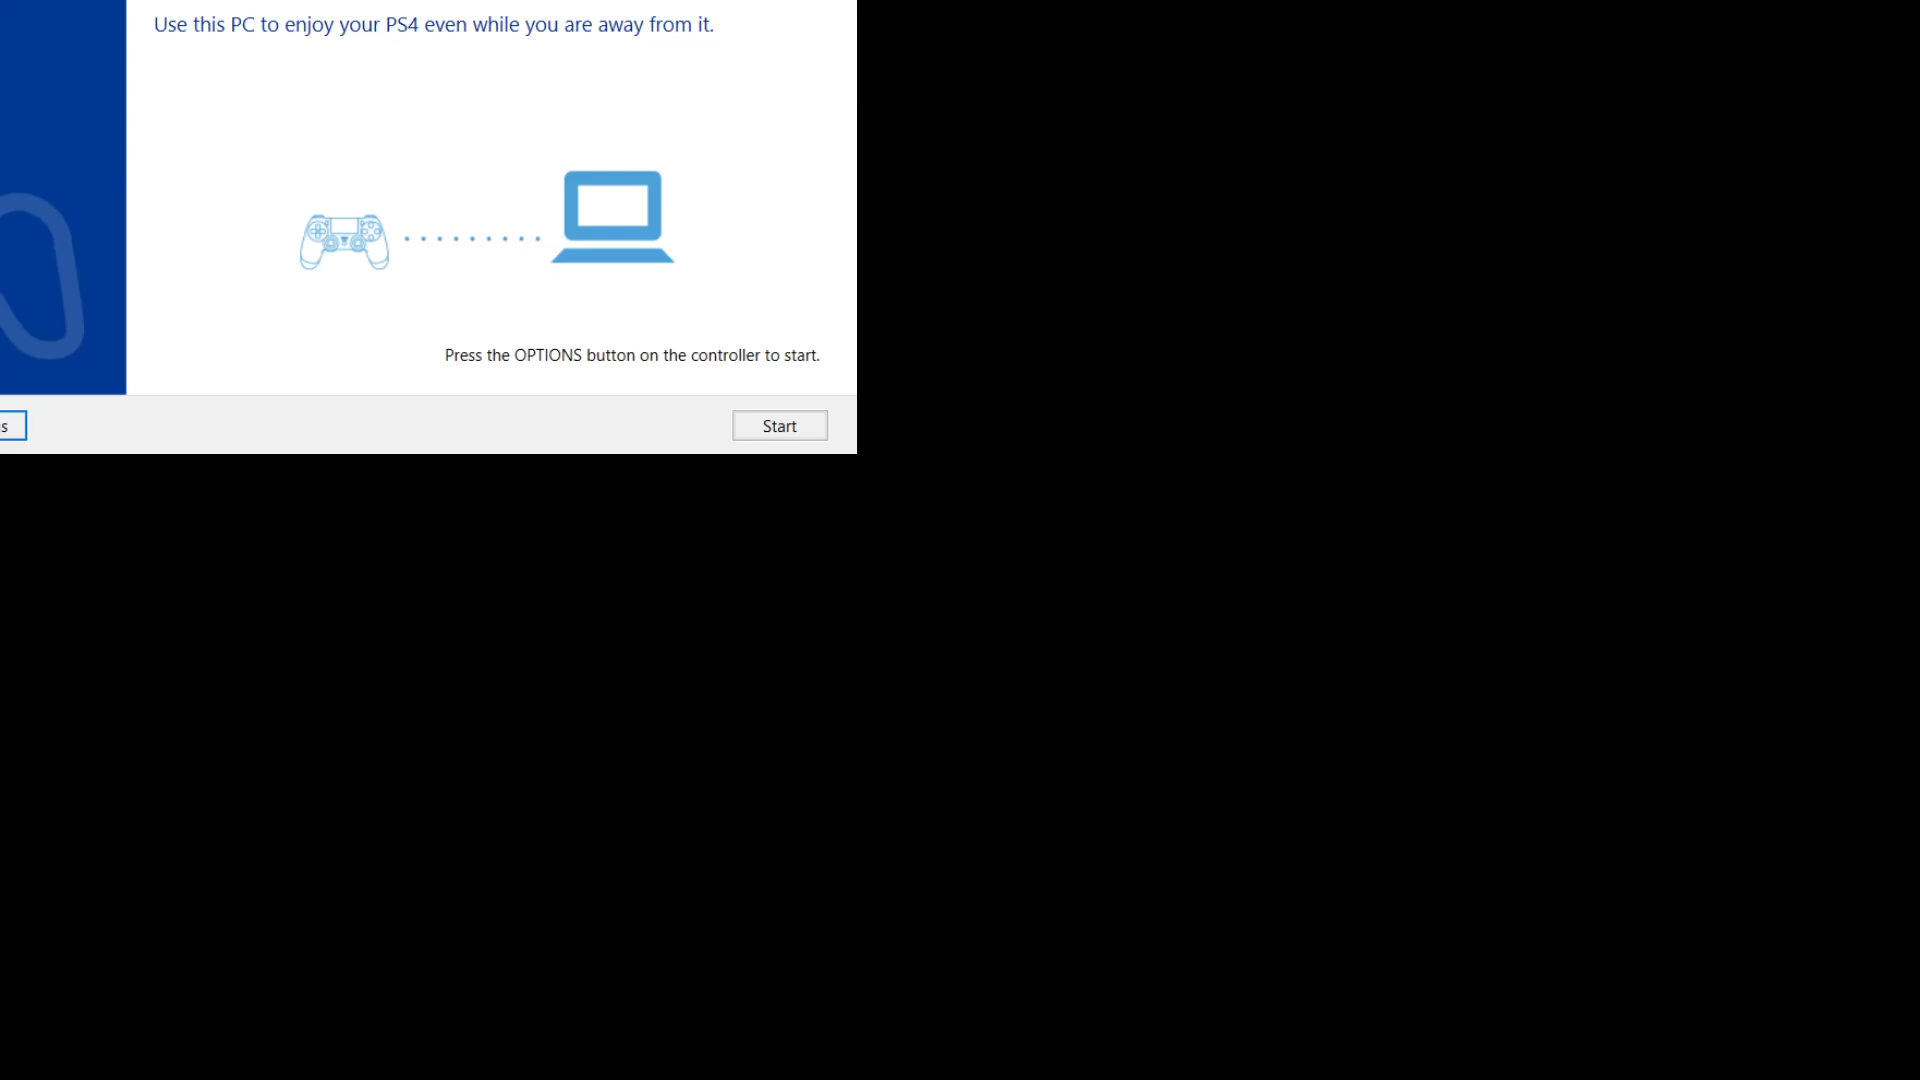 Use this PC to enjoy your PS4 even while you are away from it.
Press the OPTIONS button on the controller to start.
s
Start